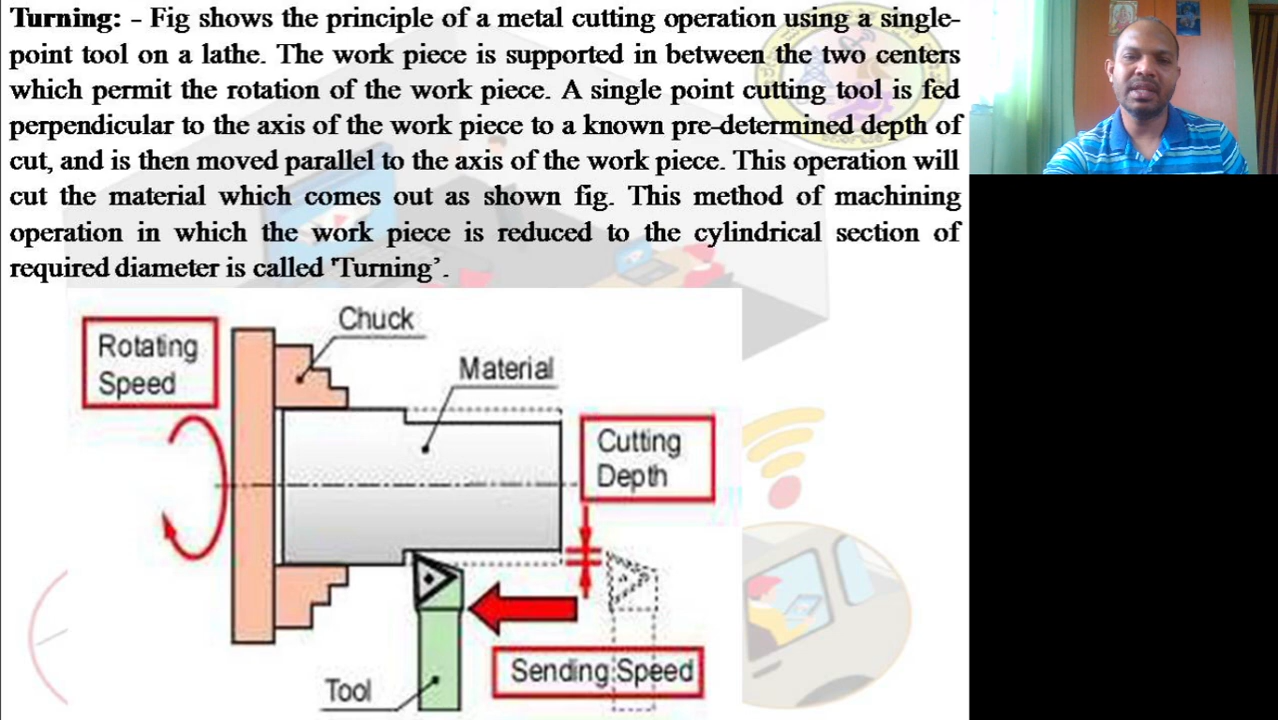 Turning: - Fig shows the principle of a metal cutting operation using a single-
point tool on a lathe. The work piece is supported in between the two centers
which permit the rotation of the work piece. A single point cutting tool is fed
perpendicular to the axis of the work piece to a known pre-determined depth of
cut, and is then moved parallel to the axis of the work piece. This operation will
cut the material which comes out as shown fig. This method of machining
operation in which the work piece is reduced to the cylindrical section of
required diameter is called 'Turning'.
Chuck
Rotating
Speed
Material
Cutting
Depth
Sending Speed
Tool